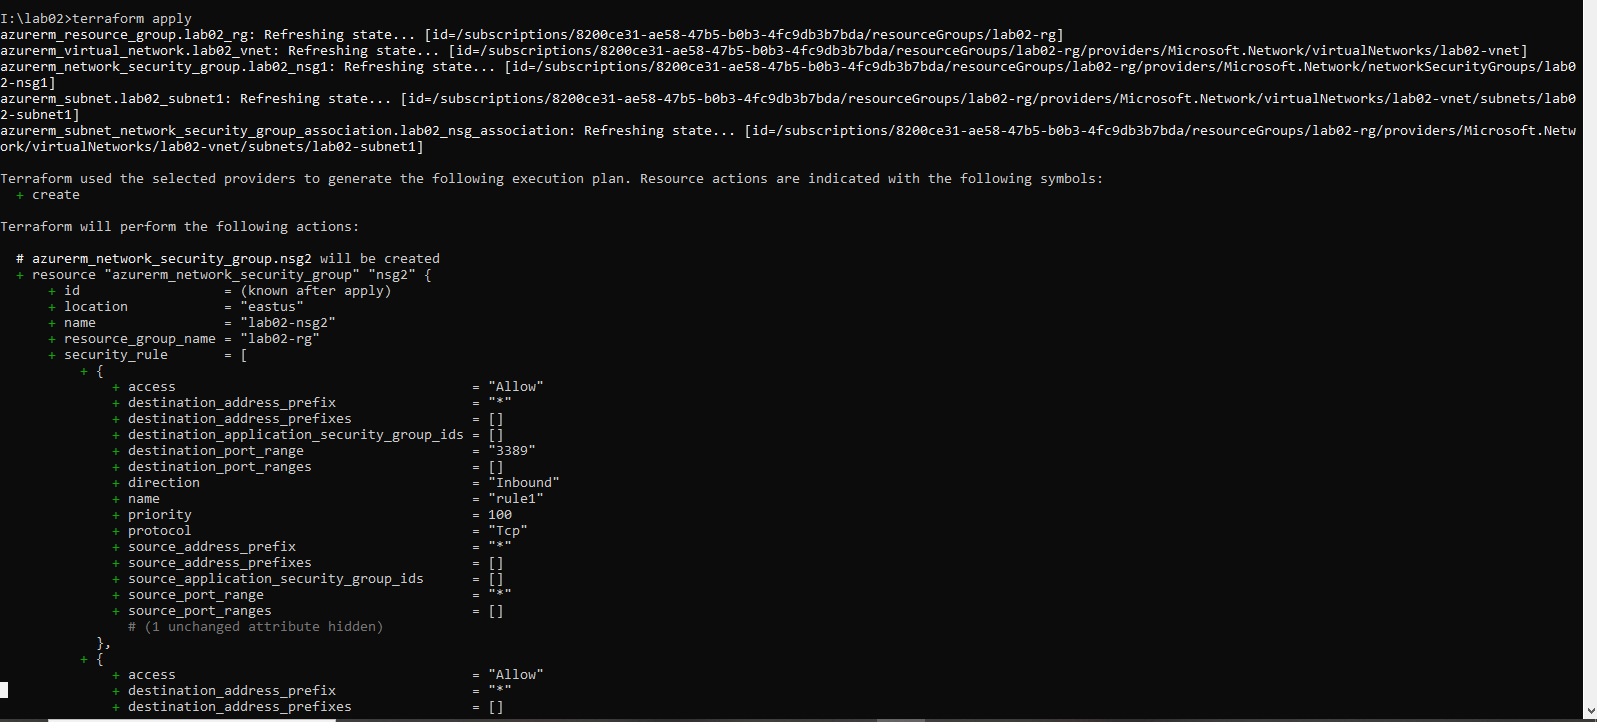 I:\lab02>terraform apply
azurerm_resource_group.lab02_rg: Refreshing state... [id=/subscriptions/8200ce31-ae58-47b5-b0b3-4fc9db3b7bda/resourceGroups/lab02-rg]
azurerm_virtual_network.lab02_vnet: Refreshing state... [id=/subscriptions/8200ce31-ae58-47b5-b0b3-4fc9db3b7bda/resourceGroups/lab02-rg/providers/Microsoft.Network/virtualNetworks/lab02-vnet]
azurerm_network_security_group.lab02_nsg1: Refreshing state... [id=/subscriptions/8200ce31-ae58-47b5-b0b3-4fc9db3b7bda/resourceGroups/lab02-rg/providers/Microsoft.Network/networkSecurityGroups/lab0
2-nsg1]
azurerm_subnet.lab02_subnet1: Refreshing state... [id=/subscriptions/8200ce31-ae58-47b5-b0b3-4fc9db3b7bda/resourceGroups/lab02-rg/providers/Microsoft.Network/virtualNetworks/lab02-vnet/subnets/lab0
2-subnet1]
azurerm_subnet_network_security_group_association.lab02_nsg_association: Refreshing state... [id=/subscriptions/8200ce31-ae58-47b5-b0b3-4fc9db3b7bda/resourceGroups/lab02-rg/providers/Microsoft.Netw
ork/virtualNetworks/lab02-vnet/subnets/lab02-subnet1]
Terraform used the selected providers to generate the following execution plan. Resource actions are indicated with the following symbols:
  + create
Terraform will perform the following actions:
  # azurerm_network_security_group.nsg2 will be created
  + resource "azurerm_network_security_group" "nsg2" {
      + id                  = (known after apply)
      + location            = "eastus"
      + name                = "lab02-nsg2"
      + resource_group_name = "lab02-rg"
      + security_rule       = [
          + {
              + access                                     = "Allow"
              + destination_address_prefix                 = "*"
              + destination_address_prefixes               = []
              + destination_application_security_group_ids = []
              + destination_port_range                     = "3389"
              + destination_port_ranges                    = []
              + direction                                  = "Inbound"
              + name                                       = "rule1"
              + priority                                   = 100
              + protocol                                   = "Tcp"
              + source_address_prefix                      = "*"
              + source_address_prefixes                    = []
              + source_application_security_group_ids      = []
              + source_port_range                          = "*"
              + source_port_ranges                         = []
                # (1 unchanged attribute hidden)
            },
          + {
              + access                                     = "Allow"
              + destination_address_prefix                 = "*"
              + destination_address_prefixes               = []